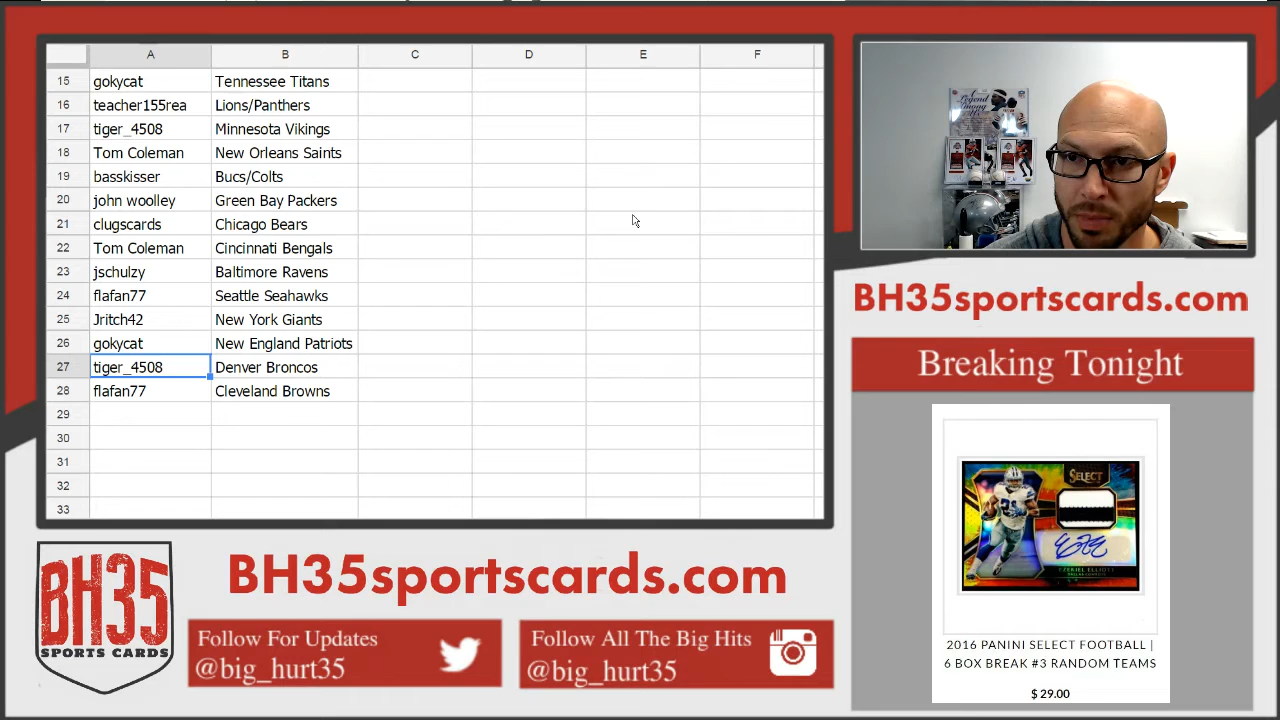 A B C D E F
15 gokycat Tennessee Titans
16 teacher155rea Lions/Panthers
17 tiger_4508 Minnesota Vikings
18 Tom Coleman New Orleans Saints
19 basskisser Bucs/Colts
20 john woolley Green Bay Packers
21 clugscards Chicago Bears
22 Tom Coleman Cincinnati Bengals
23 jschulzy Baltimore Ravens
24 flafan77 Seattle Seahawks
25 Jritch42 New York Giants
26 gokycat New England Patriots
27 tiger_4508 Denver Broncos
28 flafan77 Cleveland Browns
29
30
31
32
33
A Legend Among
BH35sportscards.com
Breaking Tonight
SELECT
EZEKIEL ELLIOTT
2016 PANINI SELECT FOOTBALL |
6 BOX BREAK #3 RANDOM TEAMS
$ 29.00
BH35
SPORTS CARDS
BH35sportscards.com
Follow For Updates
@big_hurt35
Follow All The Big Hits
@big_hurt35